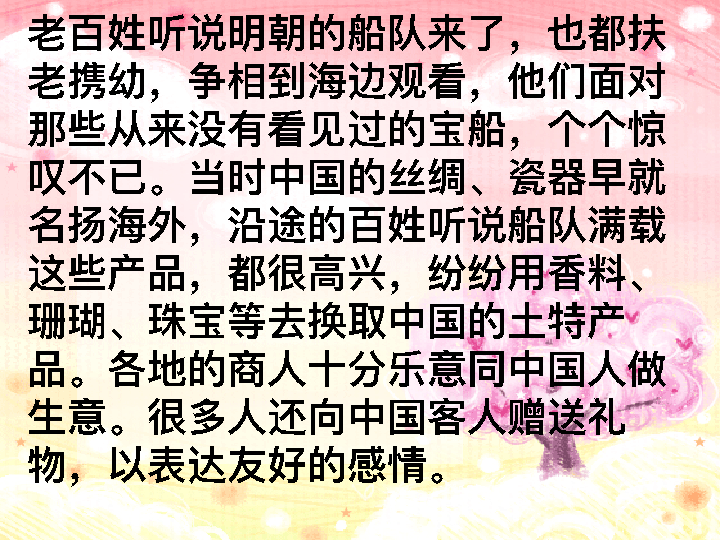 老百姓听说明朝的船队来了，也都扶
老携幼，争相到海边观看，他们面对
那些从来没有看见过的宝船，个个惊
叹不已。当时中国的丝绸、瓷器早就
名扬海外，沿途的百姓听说船队满载
这些产品，都很高兴，纷纷用香料、
珊瑚、珠宝等去换取中国的土特产
品。各地的商人十分乐意同中国人做
生意。很多人还向中国客人赠送礼
物，以表达友好的感情。